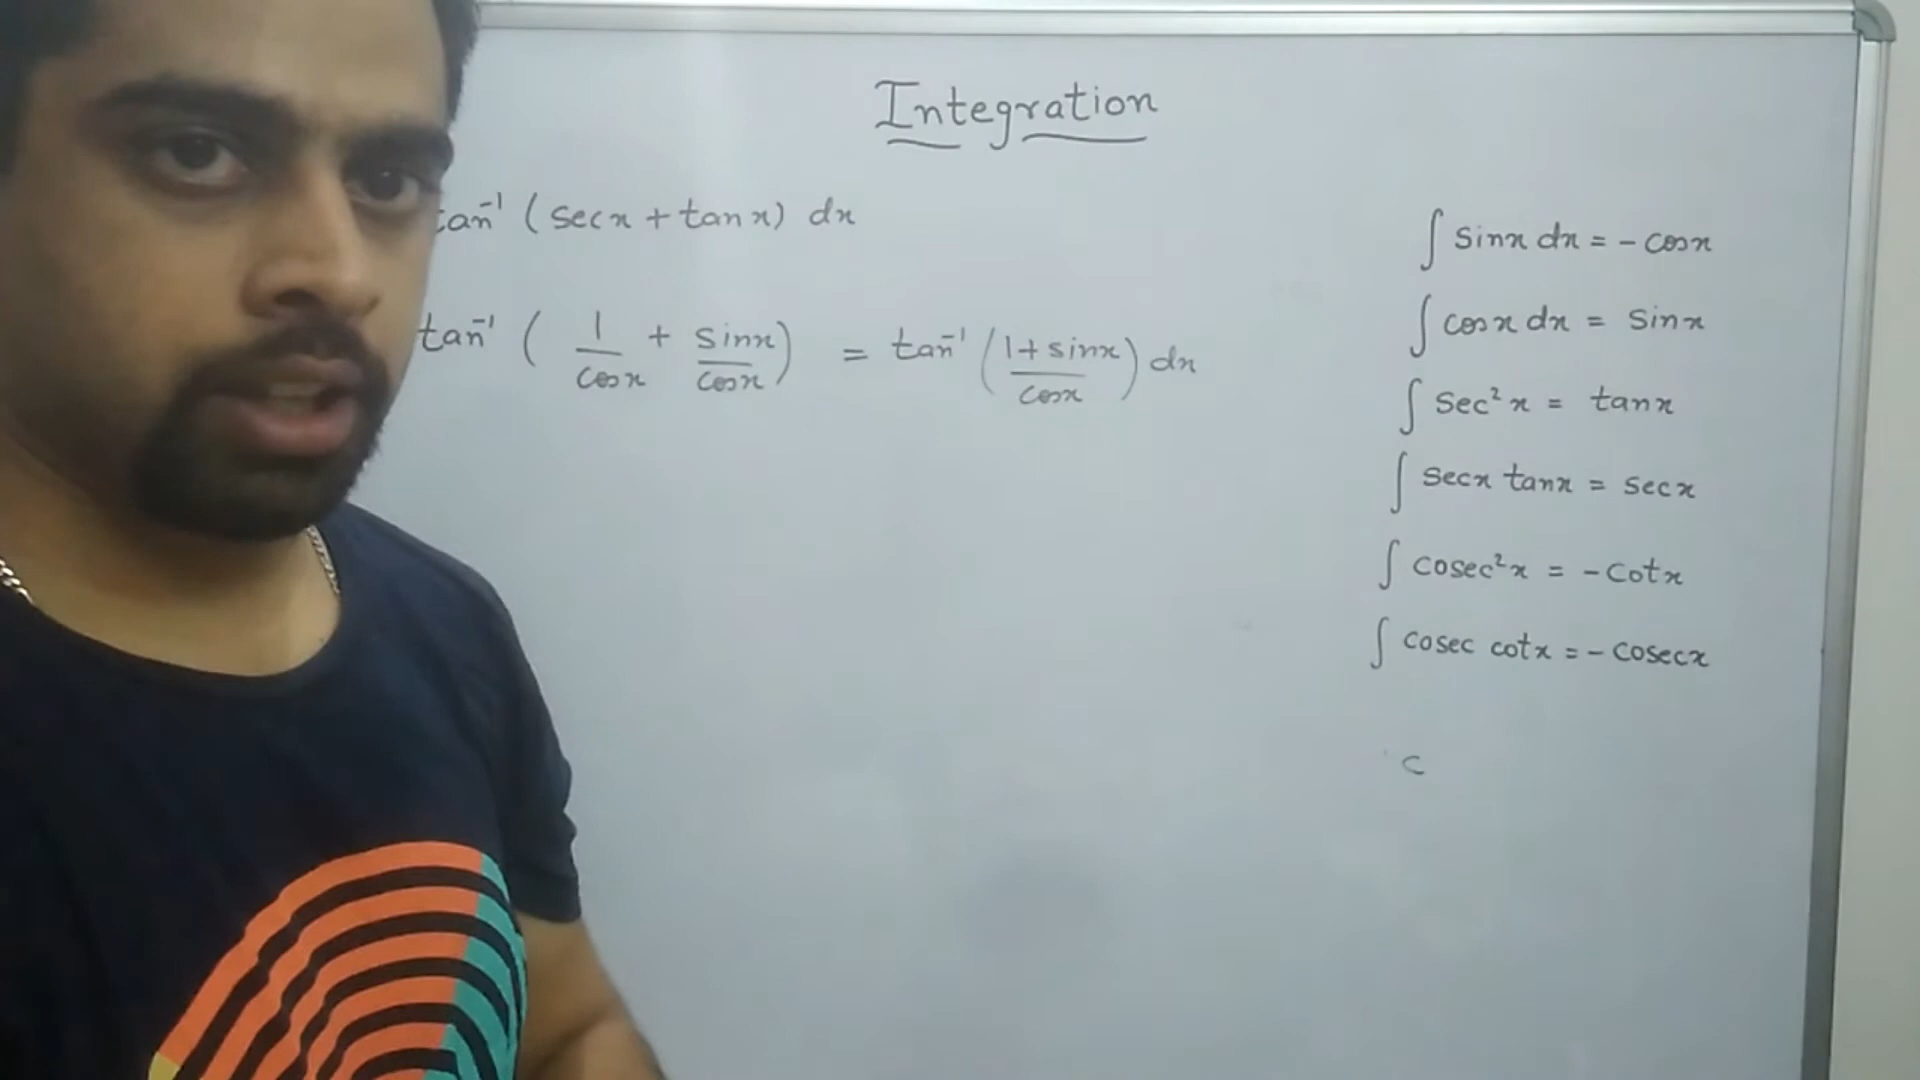 Integration
tan⁻¹ (secx + tanx) dx
tan⁻¹ ( 1/cosx + sinx/cosx ) = tan⁻¹ ( 1+sinx/cosx ) dx
∫ sinx dx = - cosx
∫ cosx dx = sinx
∫ sec²x = tanx
∫ secx tanx = secx
∫ cosec²x = -cotx
∫ cosec cotx = - cosecx
c